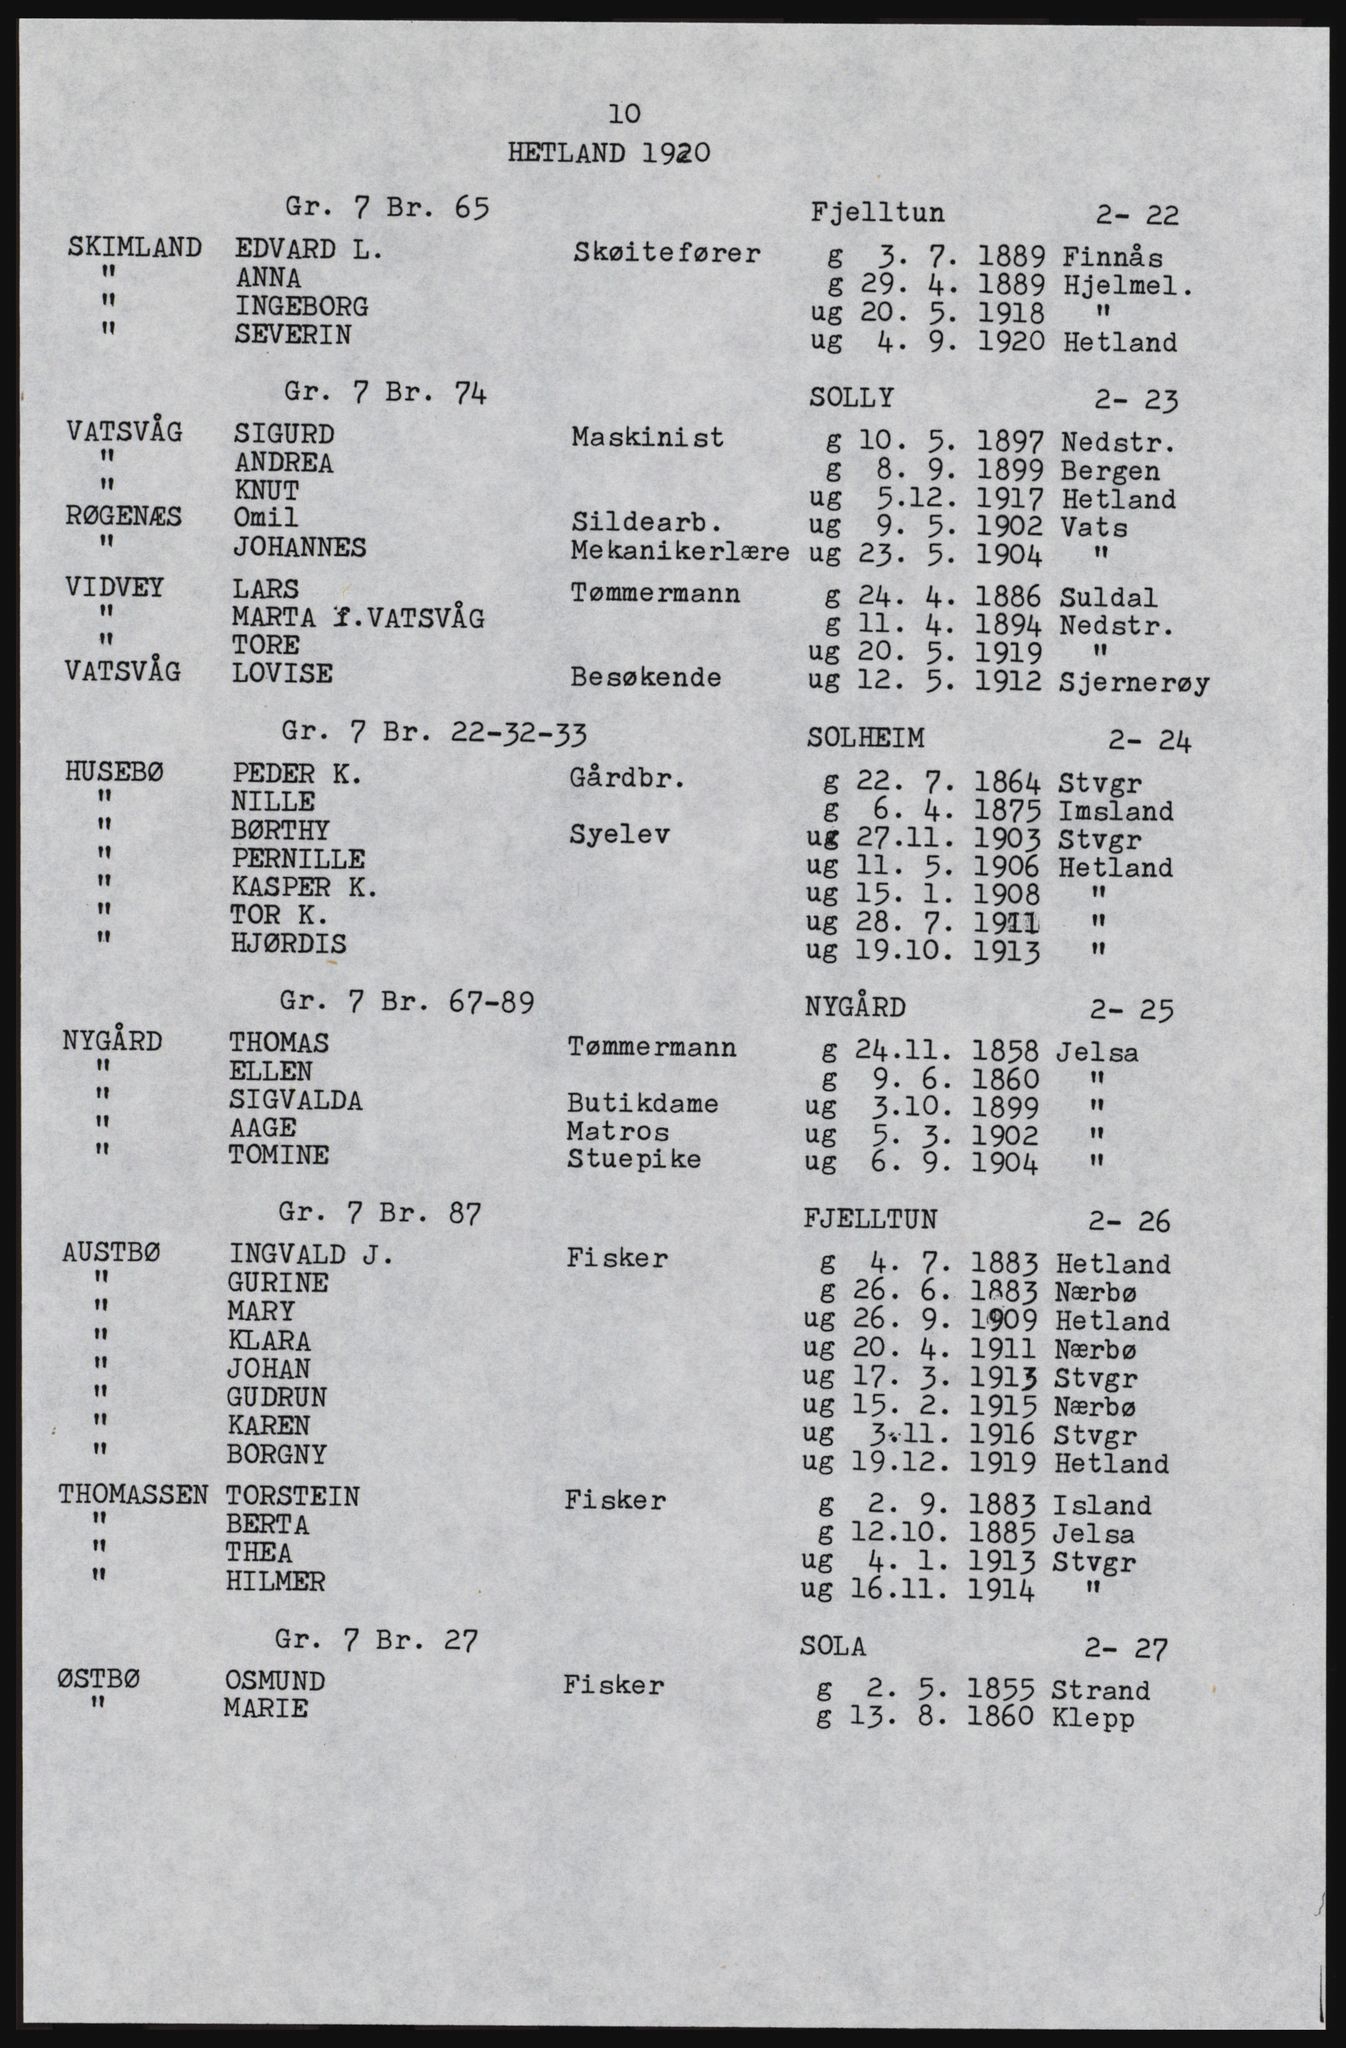 10
HETLAND 1920
Gr. 7 Br. 65 Fjelltun 2- 22
SKIMLAND EDVARD L. Skøitefører g 3. 7. 1889 Finnås
" ANNA g 29. 4. 1889 Hjelmel.
" INGEBORG ug 20. 5. 1918 "
" SEVERIN ug 4. 9. 1920 Hetland
Gr. 7 Br. 74 SOLLY 2- 23
VATSVÅG SIGURD Maskinist g 10. 5. 1897 Nedstr.
" ANDREA g 8. 9. 1899 Bergen
" KNUT ug 5.12. 1917 Hetland
RØGENÆS Omil Sildearb. ug 9. 5. 1902 Vats
" JOHANNES Mekanikerlære ug 23. 5. 1904 "
VIDVEY LARS Tømmermann g 24. 4. 1886 Suldal
" MARTA f.VATSVÅG g 11. 4. 1894 Nedstr.
" TORE ug 20. 5. 1919 "
VATSVÅG LOVISE Besøkende ug 12. 5. 1912 Sjernerøy
Gr. 7 Br. 22-32-33 SOLHEIM 2- 24
HUSEBØ PEDER K. Gårdbr. g 22. 7. 1864 Stvgr
" NILLE g 6. 4. 1875 Imsland
" BØRTHY Syelev ug 27.11. 1903 Stvgr
" PERNILLE ug 11. 5. 1906 Hetland
" KASPER K. ug 15. 1. 1908 "
" TOR K. ug 28. 7. 1911 "
" HJØRDIS ug 19.10. 1913 "
Gr. 7 Br. 67-89 NYGÅRD 2- 25
NYGÅRD THOMAS Tømmermann g 24.11. 1858 Jelsa
" ELLEN g 9. 6. 1860 "
" SIGVALDA Butikdame ug 3.10. 1899 "
" AAGE Matros ug 5. 3. 1902 "
" TOMINE Stuepike ug 6. 9. 1904 "
Gr. 7 Br. 87 FJELLTUN 2- 26
AUSTBØ INGVALD J. Fisker g 4. 7. 1883 Hetland
" GURINE g 26. 6. 1883 Nærbø
" MARY ug 26. 9. 1909 Hetland
" KLARA ug 20. 4. 1911 Nærbø
" JOHAN ug 17. 3. 1913 Stvgr
" GUDRUN ug 15. 2. 1915 Nærbø
" KAREN ug 3.11. 1916 Stvgr
" BORGNY ug 19.12. 1919 Hetland
THOMASSEN TORSTEIN Fisker g 2. 9. 1883 Island
" BERTA g 12.10. 1885 Jelsa
" THEA ug 4. 1. 1913 Stvgr
" HILMER ug 16.11. 1914 "
Gr. 7 Br. 27 SOLA 2- 27
ØSTBØ OSMUND Fisker g 2. 5. 1855 Strand
" MARIE g 13. 8. 1860 Klepp